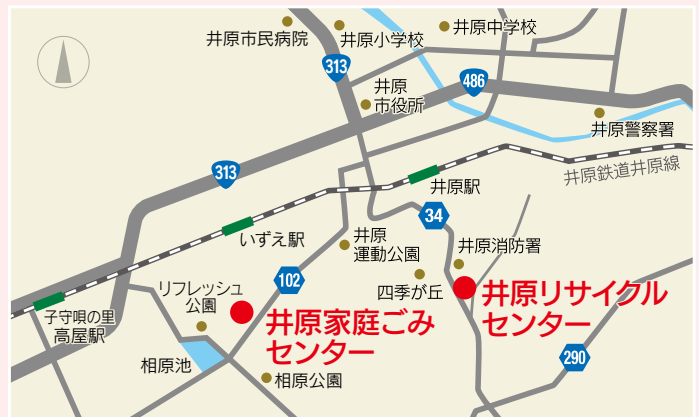 井原市民病院
井原小学校
井原中学校
313
486
井原
市役所
井原警察署
313
井原鉄道井原線
井原駅
34
いずえ駅
井原
運動公園
井原消防署
102
リフレッシュ
公園
四季が丘
井原リサイクル
センター
子守唄の里
高屋駅
井原家庭ごみ
センター
290
相原池
相原公園